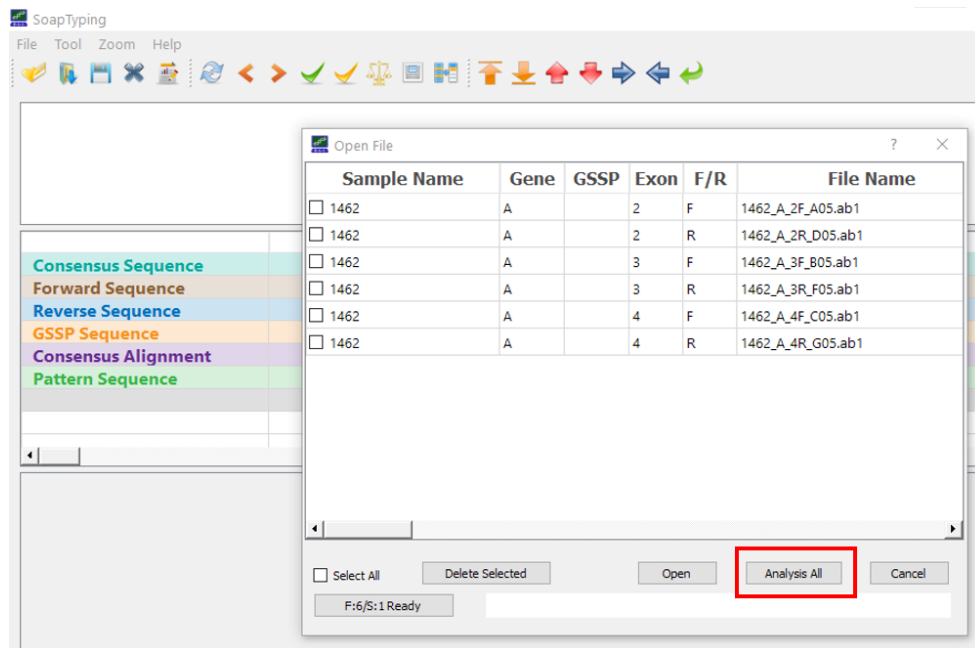 SoapTyping
File Tool Zoom Help
Open File
Sample Name Gene GSSP Exon F/R File Name
1462 A 2 F 1462_A_2F_A05.ab1
1462 A 2 R 1462_A_2R_D05.ab1
1462 A 3 F 1462_A_3F_B05.ab1
1462 A 3 R 1462_A_3R_F05.ab1
1462 A 4 F 1462_A_4F_C05.ab1
1462 A 4 R 1462_A_4R_G05.ab1
Consensus Sequence
Forward Sequence
Reverse Sequence
GSSP Sequence
Consensus Alignment
Pattern Sequence
Select All Delete Selected Open Analysis All Cancel
F:6/S:1 Ready